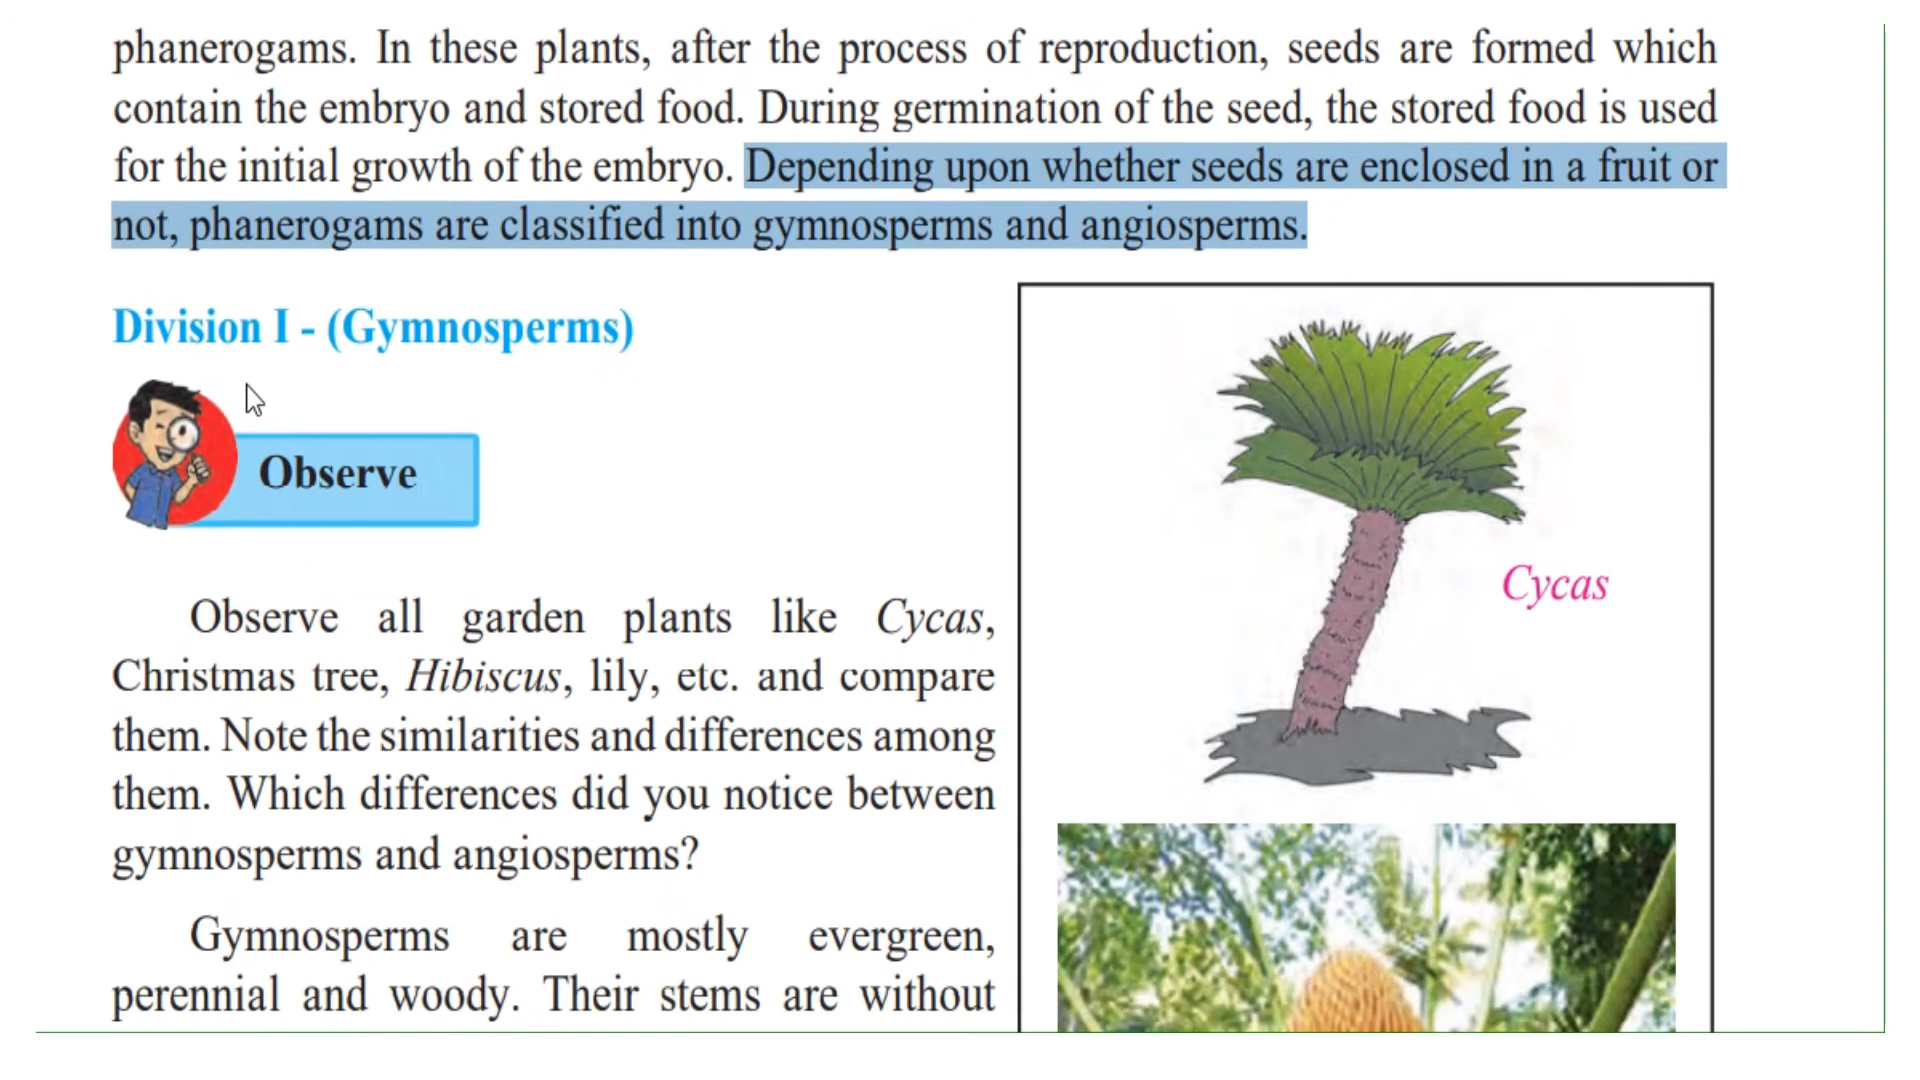 phanerogams. In these plants, after the process of reproduction, seeds are formed which
contain the embryo and stored food. During germination of the seed, the stored food is used
for the initial growth of the embryo. Depending upon whether seeds are enclosed in a fruit or
not, phanerogams are classified into gymnosperms and angiosperms.
Division I - (Gymnosperms)
Observe
Observe all garden plants like Cycas,
Christmas tree, Hibiscus, lily, etc. and compare
them. Note the similarities and differences among
them. Which differences did you notice between
gymnosperms and angiosperms?
Gymnosperms are mostly evergreen,
perennial and woody. Their stems are without
Cycas